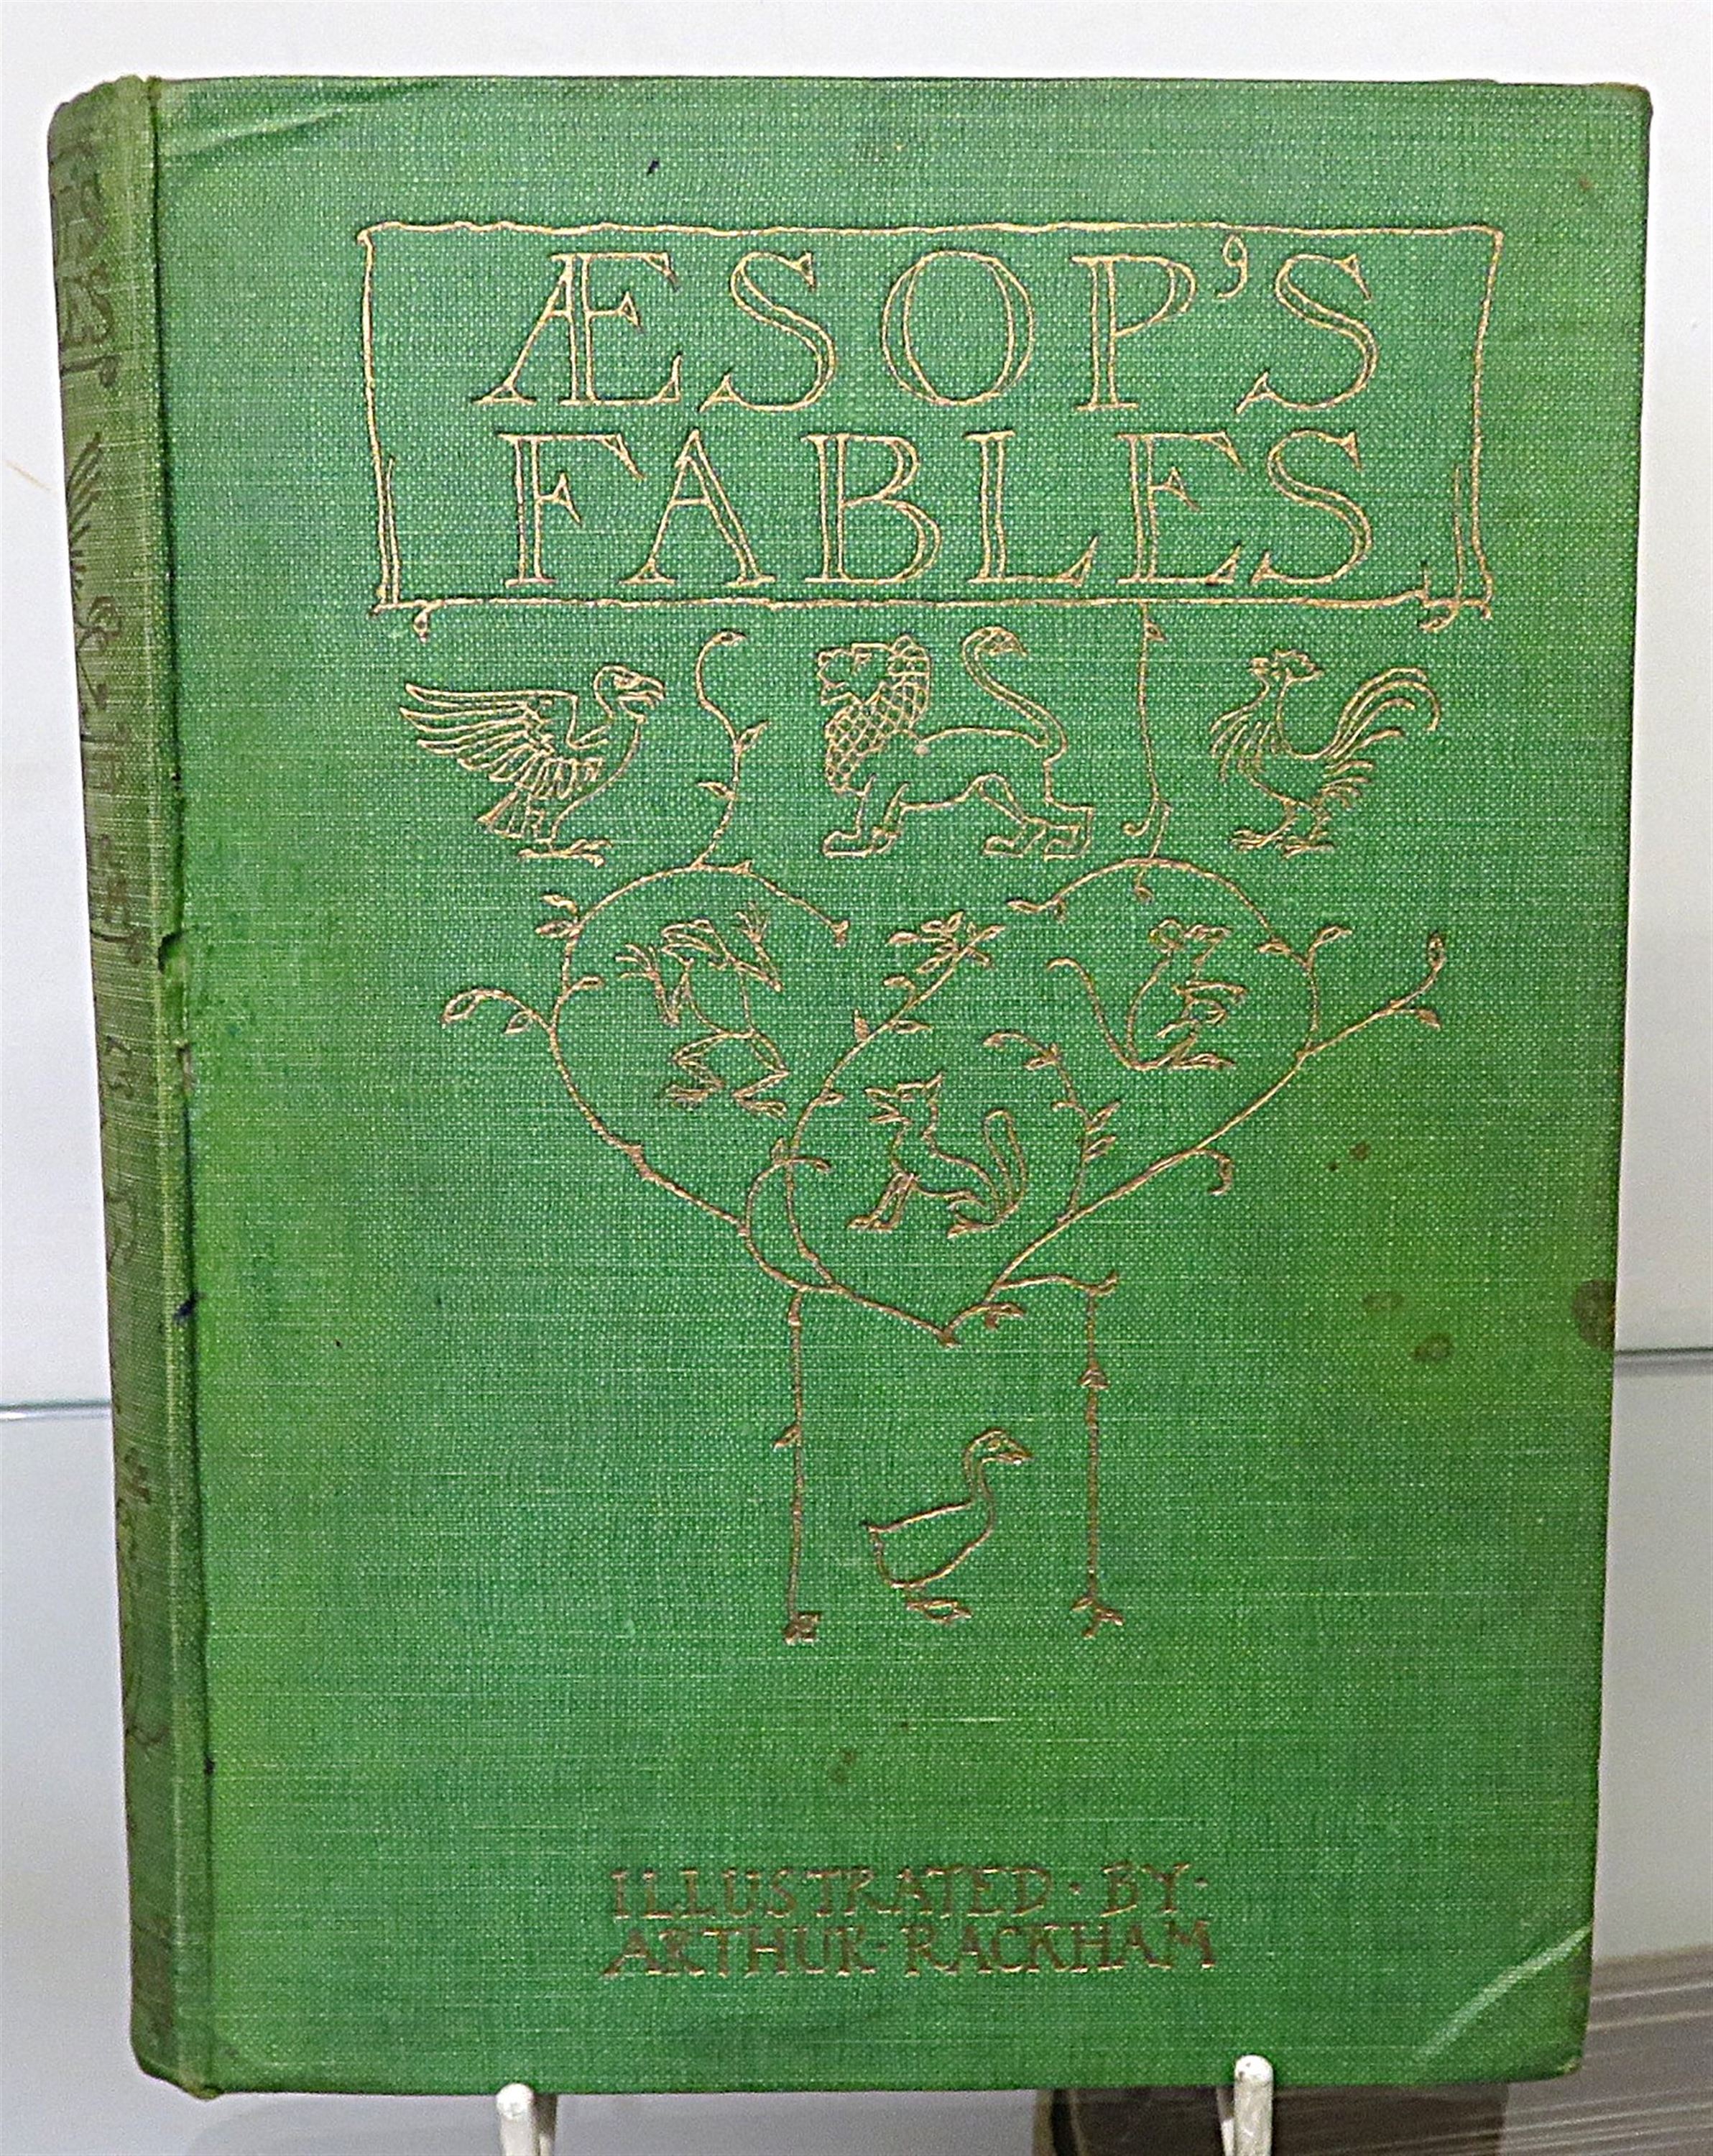 ÆSOP'S
FABLES
ILLUSTRATED · BY ·
ARTHUR · RACKHAM